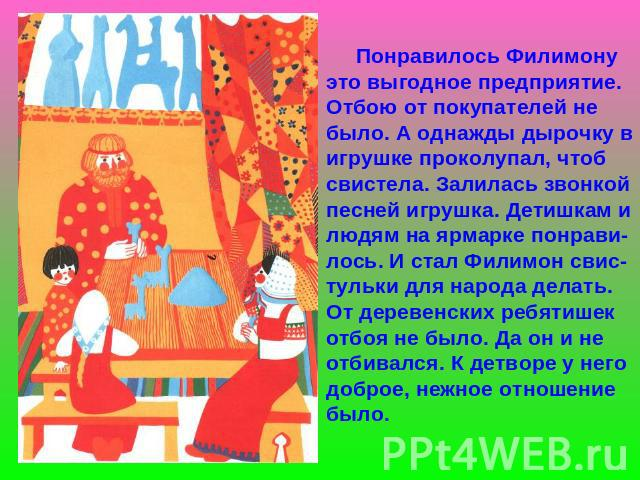 Понравилось Филимону
это выгодное предприятие.
Отбою от покупателей не
было. А однажды дырочку в
игрушке проколупал, чтоб
свистела. Залилась звонкой
песней игрушка. Детишкам и
людям на ярмарке понрави-
лось. И стал Филимон свис-
тульки для народа делать.
От деревенских ребятишек
отбоя не было. Да он и не
отбивался. К детворе у него
доброе, нежное отношение
было.
PPt4WEB.ru